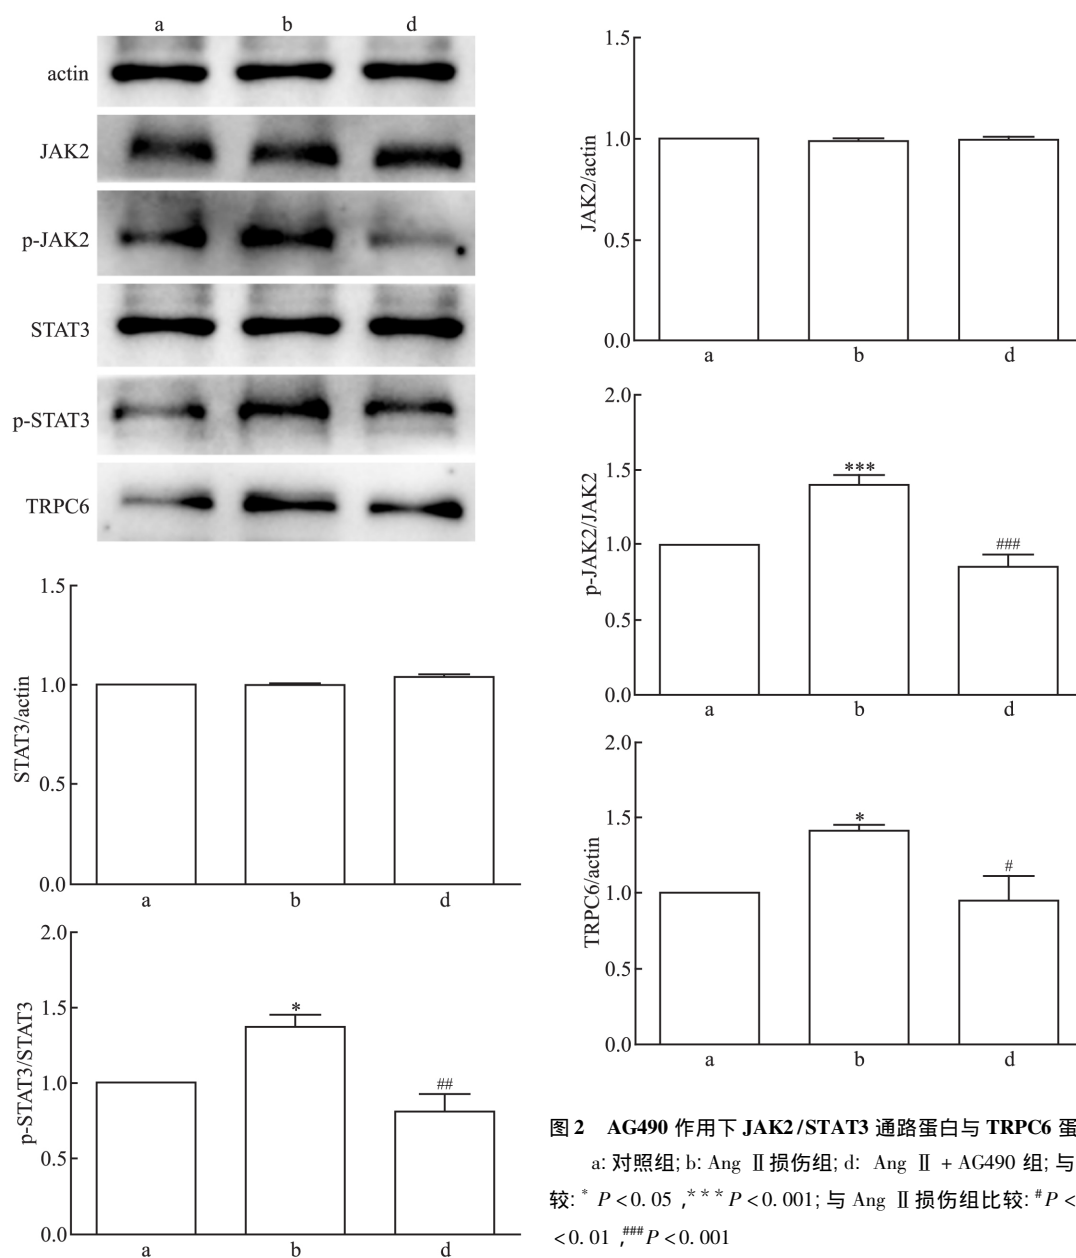 a b d
actin
JAK2
p-JAK2
STAT3
p-STAT3
TRPC6
1.5
1.0
0.5
0.0
STAT3/actin
a b d
2.0
1.5
1.0
0.5
0.0
p-STAT3/STAT3
*
##
a b d
1.5
1.0
0.5
0.0
JAK2/actin
a b d
2.0
1.5
1.0
0.5
0.0
p-JAK2/JAK2
***
###
a b d
2.0
1.5
1.0
0.5
0.0
TRPC6/actin
*
#
a b d
图 2 AG490 作用下 JAK2/STAT3 通路蛋白与 TRPC6 蛋
a: 对照组; b: Ang Ⅱ 损伤组; d: Ang Ⅱ + AG490 组; 与
较: * P < 0. 05 , *** P < 0. 001; 与 Ang Ⅱ 损伤组比较: # P <
< 0. 01 , ### P < 0. 001